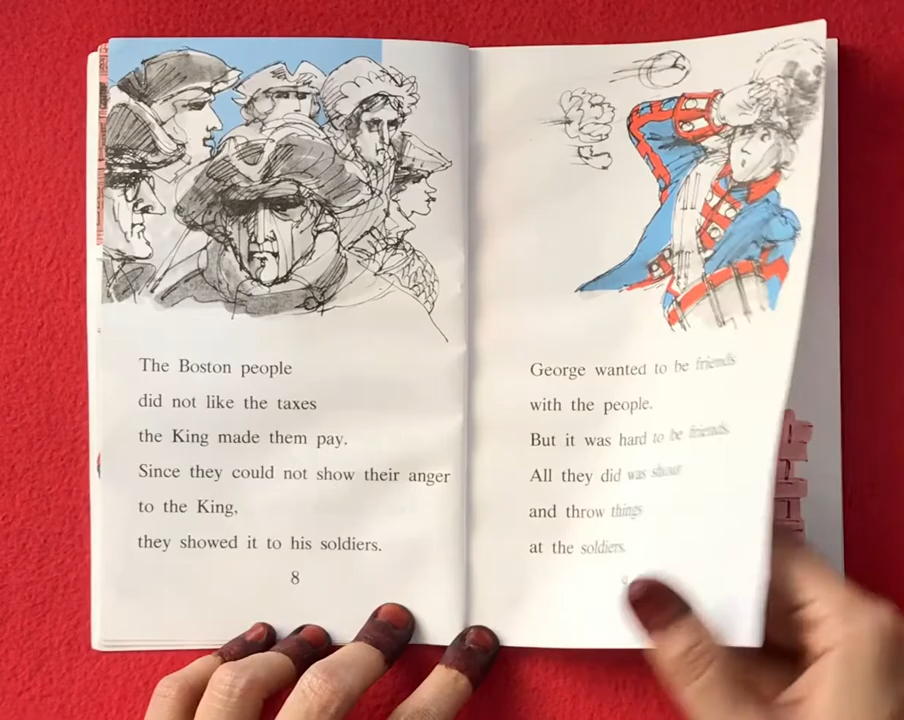 The Boston people
did not like the taxes
the King made them pay.
Since they could not show their anger
to the King,
they showed it to his soldiers.
8
George wanted to be friends
with the people.
But it was hard to be friends.
All they did was shout
and throw things
at the soldiers.
9